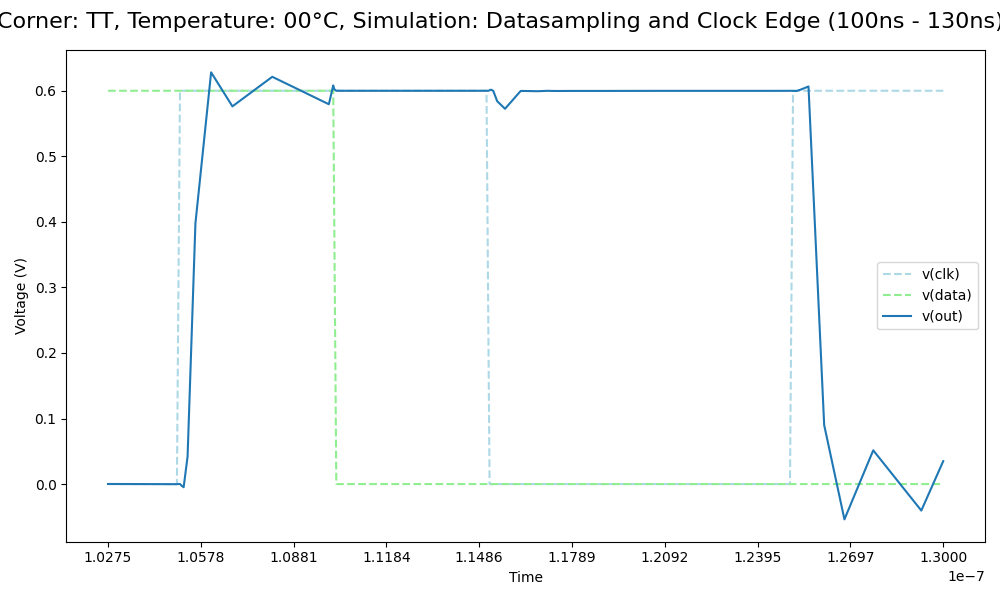 Corner: TT, Temperature: 00°C, Simulation: Datasampling and Clock Edge (100ns - 130ns)
Voltage (V)
0.6
0.5
0.4
0.3
0.2
0.1
0.0
v(clk)
v(data)
v(out)
1.0275 1.0578 1.0881 1.1184 1.1486 1.1789 1.2092 1.2395 1.2697 1.3000
1e−7
Time